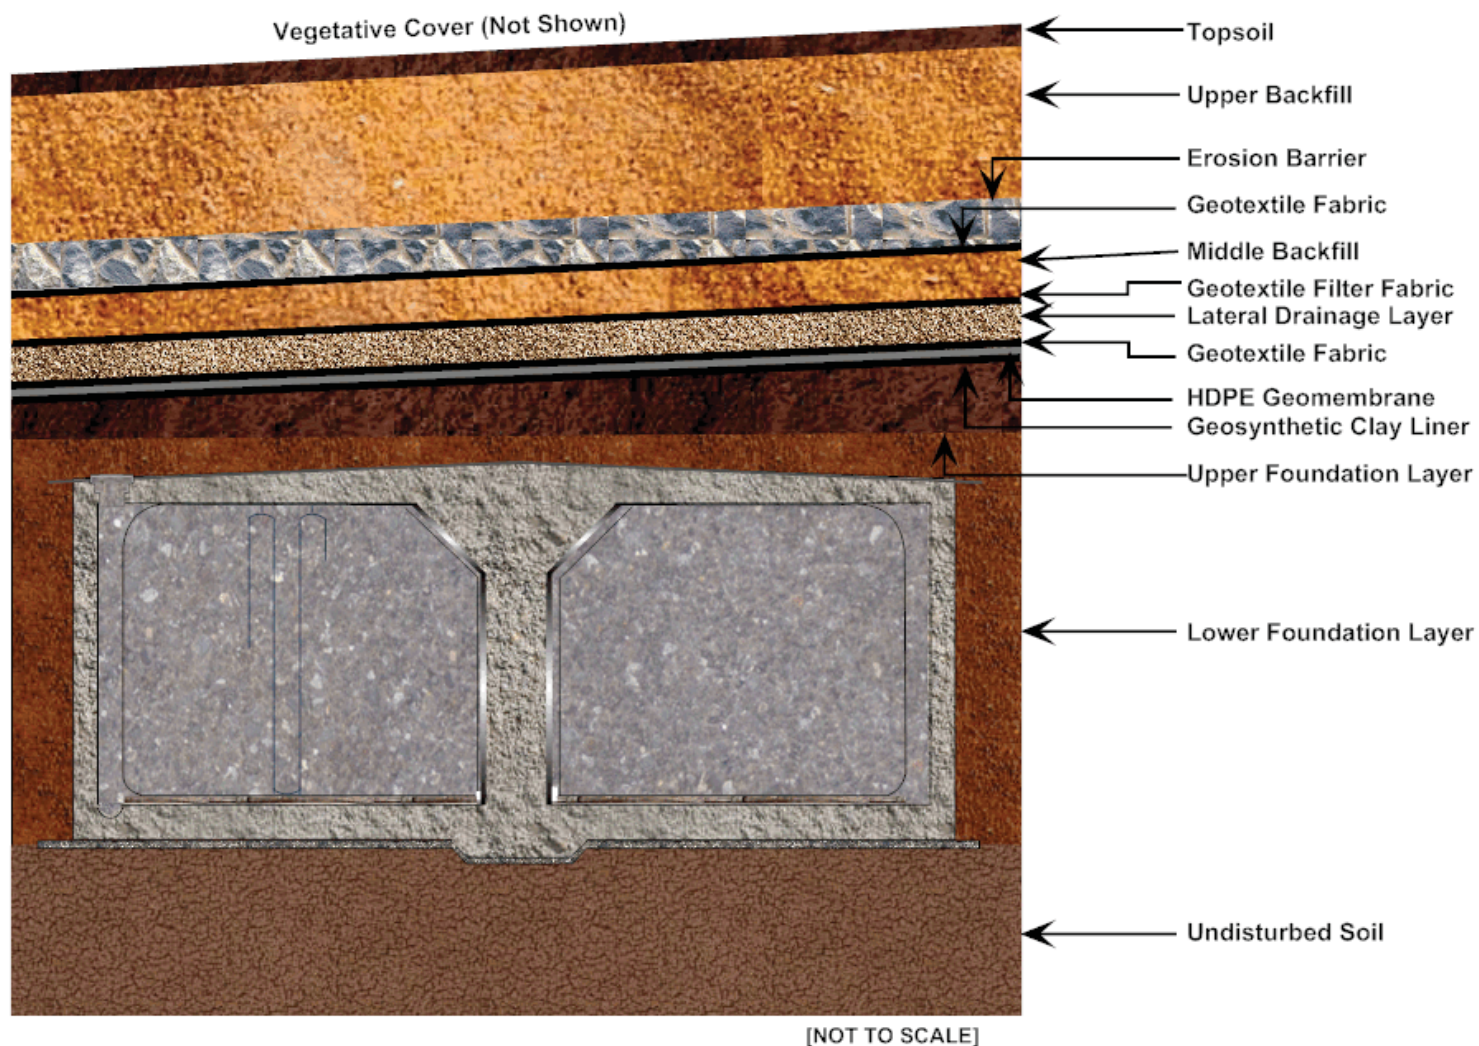 Vegetative Cover (Not Shown)
Topsoil
Upper Backfill
Erosion Barrier
Geotextile Fabric
Middle Backfill
Geotextile Filter Fabric
Lateral Drainage Layer
Geotextile Fabric
HDPE Geomembrane
Geosynthetic Clay Liner
Upper Foundation Layer
Lower Foundation Layer
Undisturbed Soil
[NOT TO SCALE]